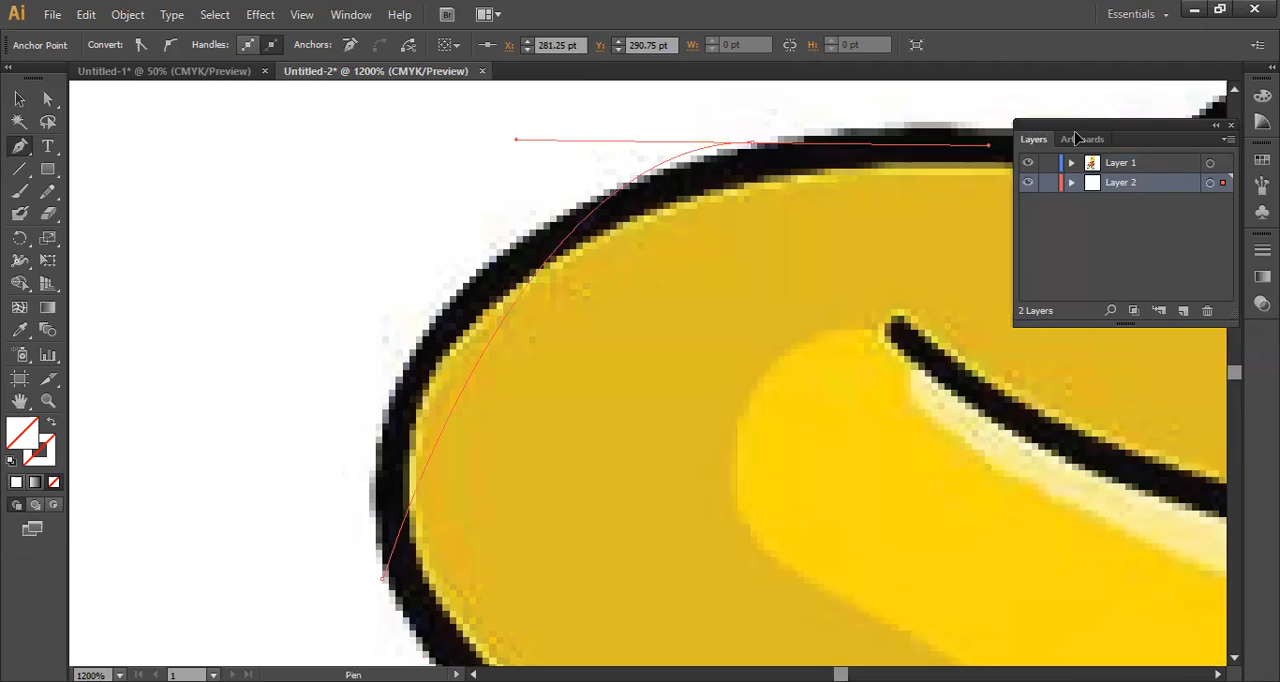 Ai File Edit Object Type Select Effect View Window Help Br Essentials
Anchor Point Convert: Handles: Anchors: X: 281.25 pt Y: 290.75 pt W: 0 pt H: 0 pt
Untitled-1* @ 50% (CMYK/Preview) × Untitled-2* @ 1200% (CMYK/Preview) ×
Layers Artboards
Layer 1
Layer 2
2 Layers
1200% 1 Pen